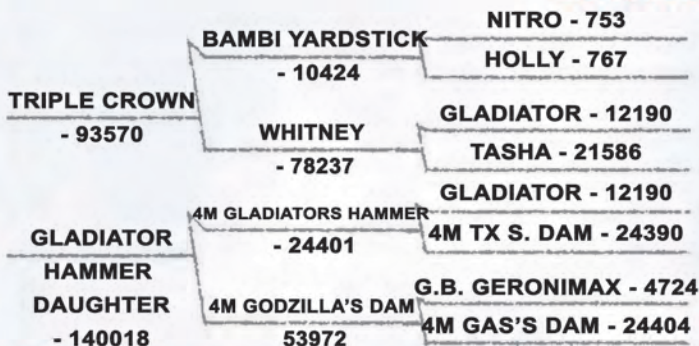 NITRO - 753
BAMBI YARDSTICK
- 10424
HOLLY - 767
TRIPLE CROWN
- 93570
GLADIATOR - 12190
WHITNEY
- 78237
TASHA - 21586
GLADIATOR - 12190
4M GLADIATORS HAMMER
- 24401
4M TX S. DAM - 24390
GLADIATOR
HAMMER
DAUGHTER
- 140018
G.B. GERONIMAX - 4724
4M GODZILLA'S DAM
53972
4M GAS'S DAM - 24404